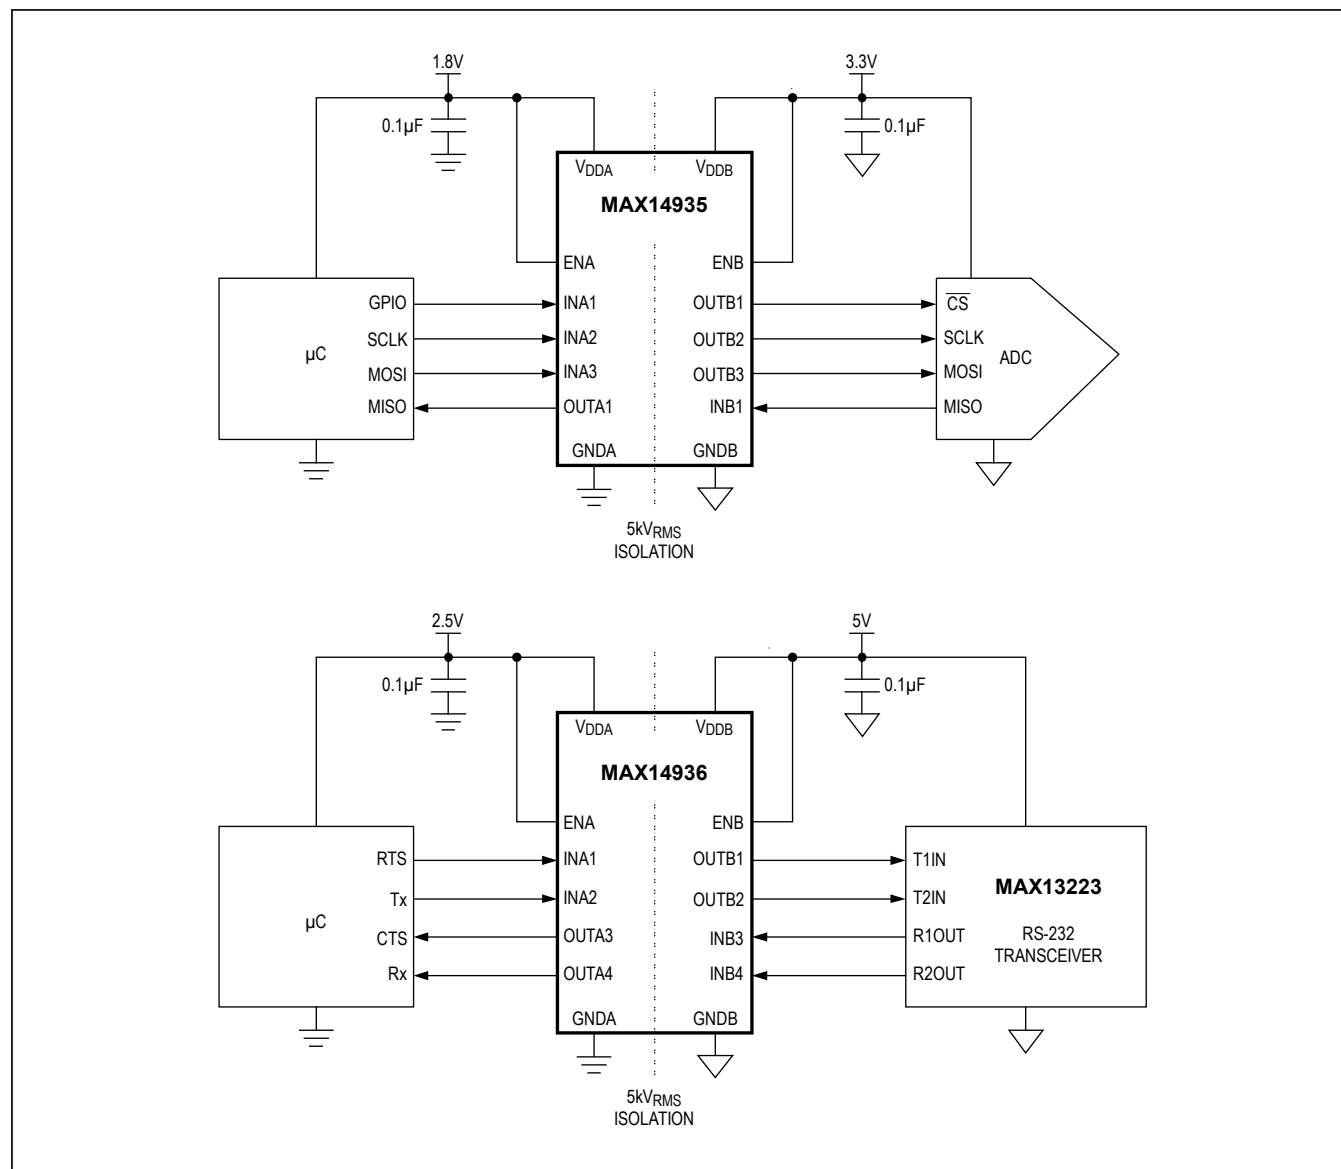 1.8V
3.3V
0.1µF
0.1µF
VDDA
VDDB
MAX14935
ENA
ENB
GPIO
INA1
OUTB1
CS
SCLK
INA2
OUTB2
SCLK
µC
ADC
MOSI
INA3
OUTB3
MOSI
MISO
OUTA1
INB1
MISO
GNDA
GNDB
5kVRMS
ISOLATION
2.5V
5V
0.1µF
0.1µF
VDDA
VDDB
MAX14936
ENA
ENB
RTS
INA1
OUTB1
T1IN
MAX13223
Tx
INA2
OUTB2
T2IN
µC
CTS
OUTA3
INB3
R1OUT
RS-232
TRANSCEIVER
Rx
OUTA4
INB4
R2OUT
GNDA
GNDB
5kVRMS
ISOLATION